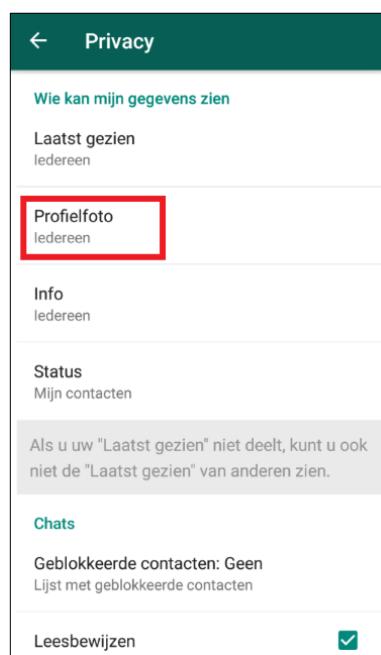 Privacy
Wie kan mijn gegevens zien
Laatst gezien
Iedereen
Profielfoto
Iedereen
Info
Iedereen
Status
Mijn contacten
Als u uw "Laatst gezien" niet deelt, kunt u ook
niet de "Laatst gezien" van anderen zien.
Chats
Geblokkeerde contacten: Geen
Lijst met geblokkeerde contacten
Leesbewijzen